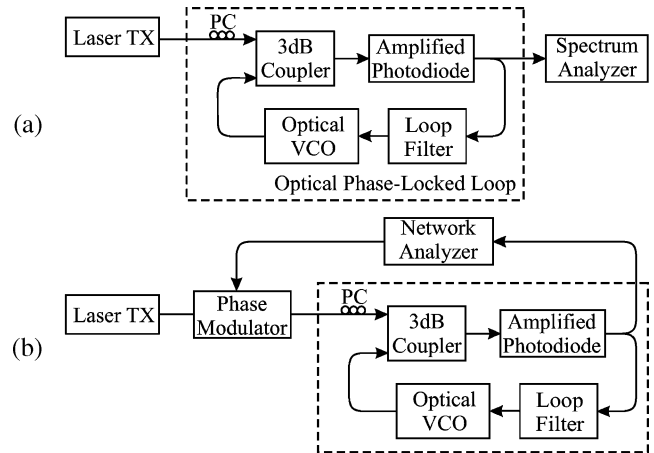 (a)
Laser TX
PC
3dB
Coupler
Amplified
Photodiode
Spectrum
Analyzer
Optical
VCO
Loop
Filter
Optical Phase-Locked Loop
(b)
Network
Analyzer
Laser TX
Phase
Modulator
PC
3dB
Coupler
Amplified
Photodiode
Optical
VCO
Loop
Filter